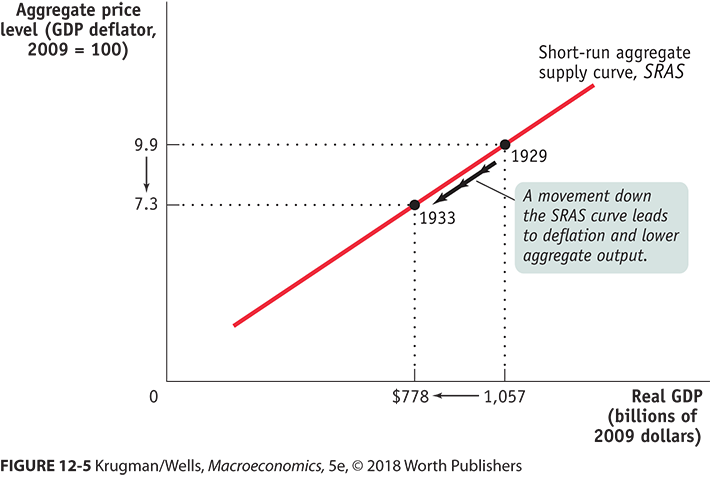 Aggregate price
level (GDP deflator,
2009 = 100)
Short-run aggregate
supply curve, SRAS
9.9
1929
A movement down
the SRAS curve leads
to deflation and lower
aggregate output.
7.3
1933
0
$778
1,057
Real GDP
(billions of
2009 dollars)
FIGURE 12-5 Krugman/Wells, Macroeconomics, 5e, © 2018 Worth Publishers